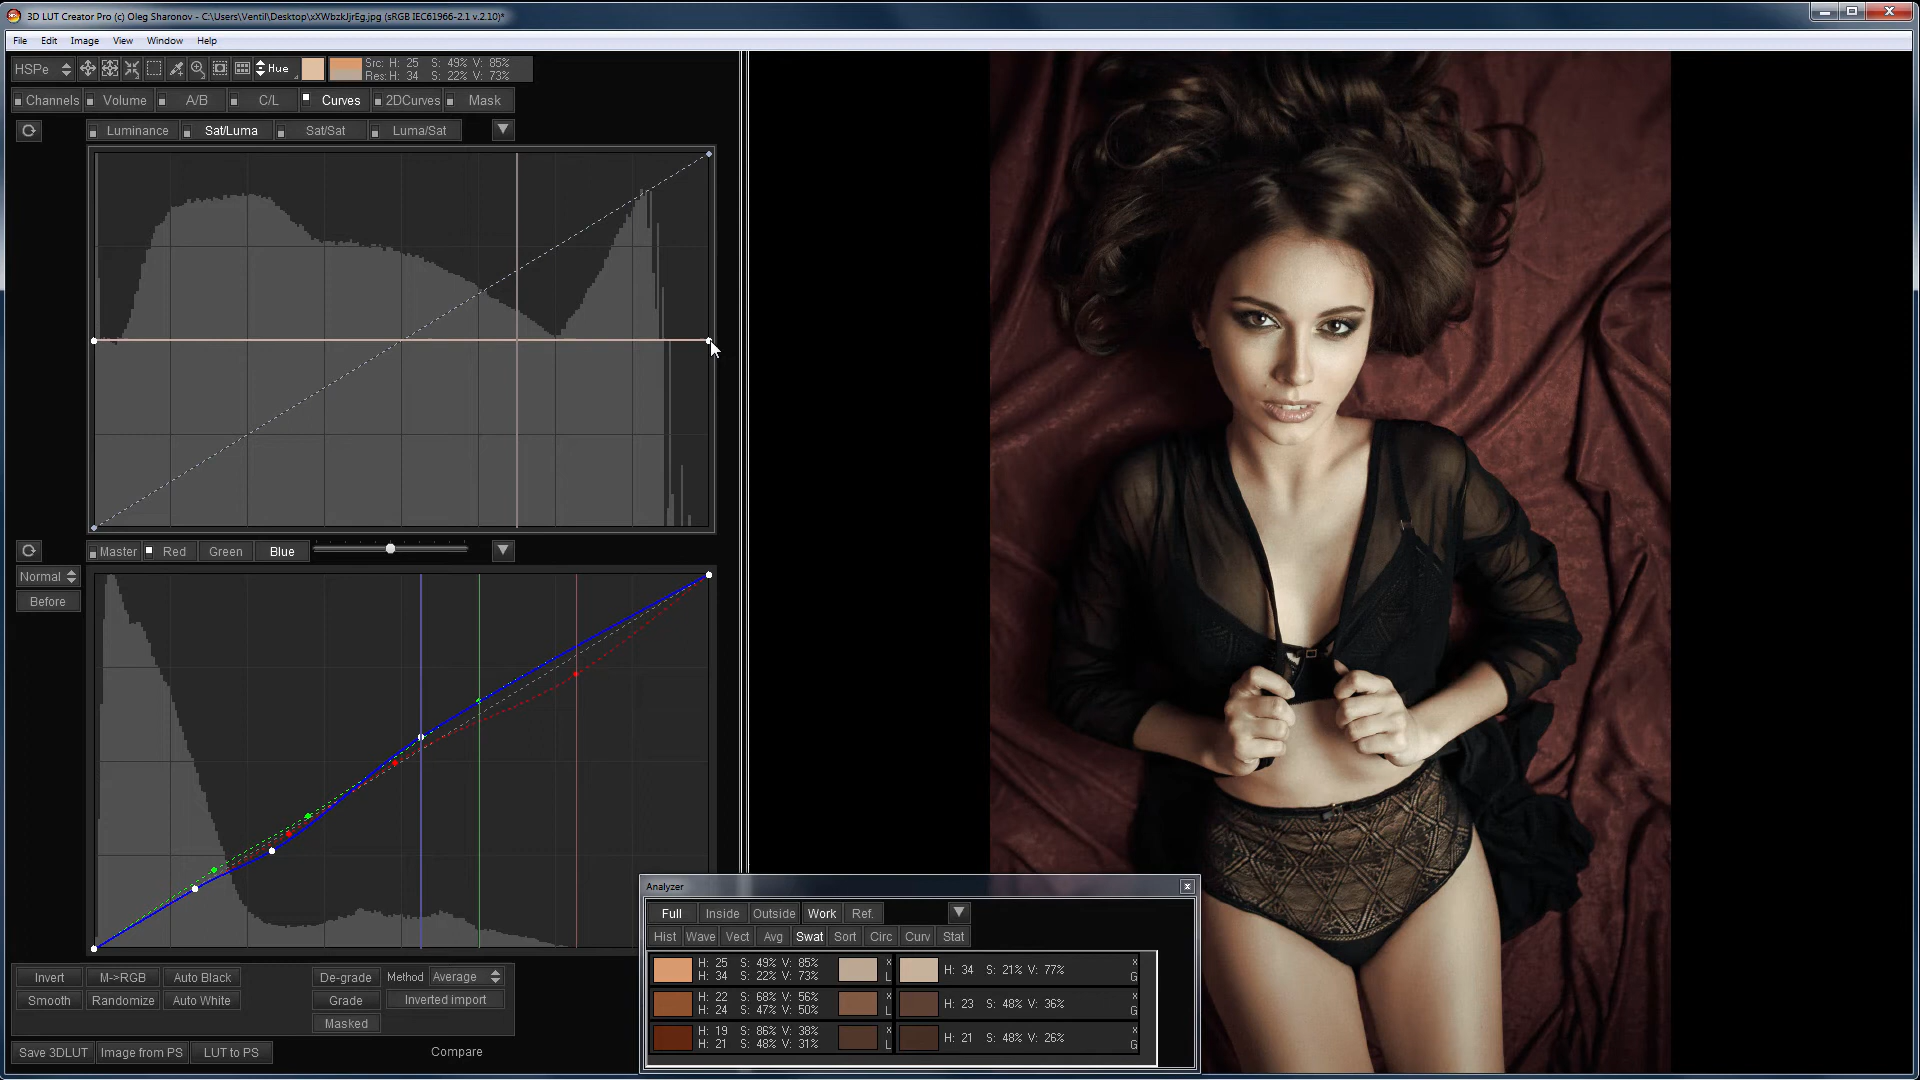 3D LUT Creator Pro (c) Oleg Sharonov - C:\Users\Ventil\Desktop\xXWbzkJjrEg.jpg (sRGB IEC61966-2.1 v.2.10)*
File Edit Image View Window Help
HSPe Hue Src: H: 25 S: 49% V: 85%
Res: H: 34 S: 22% V: 73%
Channels Volume A/B C/L Curves 2DCurves Mask
Luminance Sat/Luma Sat/Sat Luma/Sat
Master Red Green Blue
Normal
Before
Analyzer
Full Inside Outside Work Ref.
Hist Wave Vect Avg Swat Sort Circ Curv Stat
H: 25 S: 49% V: 85% x
H: 34 S: 22% V: 73% L
H: 34 S: 21% V: 77% x
G
H: 22 S: 68% V: 56% x
H: 24 S: 47% V: 50% L
H: 23 S: 48% V: 36% x
G
H: 19 S: 86% V: 38% x
H: 21 S: 48% V: 31% L
H: 21 S: 48% V: 26% x
G
Invert M->RGB Auto Black De-grade Method Average
Smooth Randomize Auto White Grade Inverted import
Masked
Save 3DLUT Image from PS LUT to PS Compare